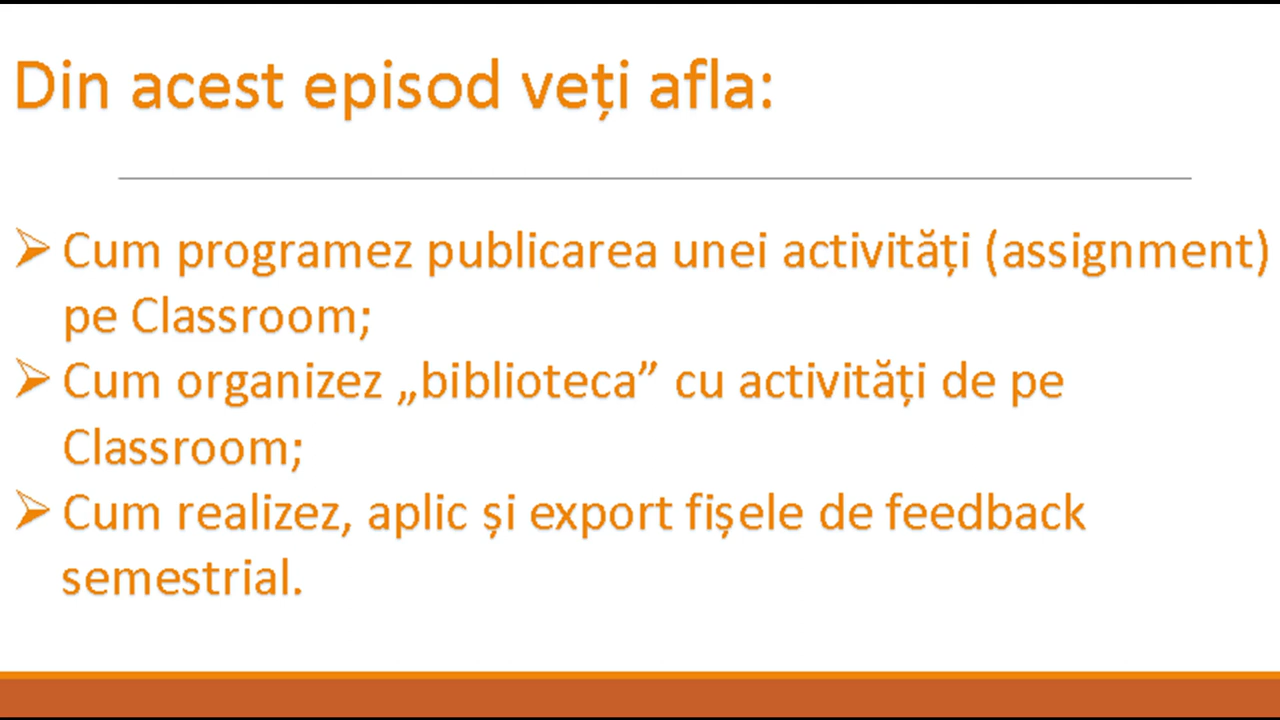 Din acest episod veți afla:
Cum programez publicarea unei activități (assignment)
pe Classroom;
Cum organizez „biblioteca” cu activități de pe
Classroom;
Cum realizez, aplic și export fișele de feedback
semestrial.